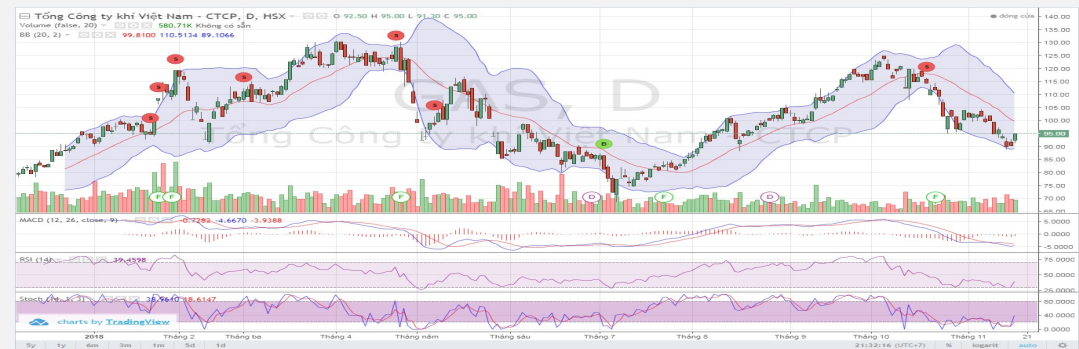 Tổng Công ty khí Việt Nam - CTCP, D, HSX O 92.50 H 95.00 L 91.30 C 95.00
đóng cửa
Volume (false, 20) 580.71K Không có sẵn
BB (20, 2) 99.8100 110.5134 89.1066
GAS, D
Tổng Công ty khí Việt Nam - CTCP
140.00
135.00
130.00
125.00
120.00
115.00
110.00
105.00
100.00
95.00
90.00
85.00
80.00
75.00
70.00
65.00
S S S S S S S B
F F F D F D F
MACD (12, 26, close, 9) -0.7282 -4.6670 -3.9388
5.0000
0.0000
-5.0000
RSI (14) 39.4598
75.0000
50.0000
25.0000
38.9610 38.6147
80.0000
40.0000
0.0000
charts by TradingView
2018 Tháng 2 Tháng ba Tháng 4 Tháng năm Tháng sáu Tháng 7 Tháng 8 Tháng 9 Tháng 10 Tháng 11 21
5y 1y 6m 3m 1m 5d 1d 21:32:16 (UTC+7) % logarit auto